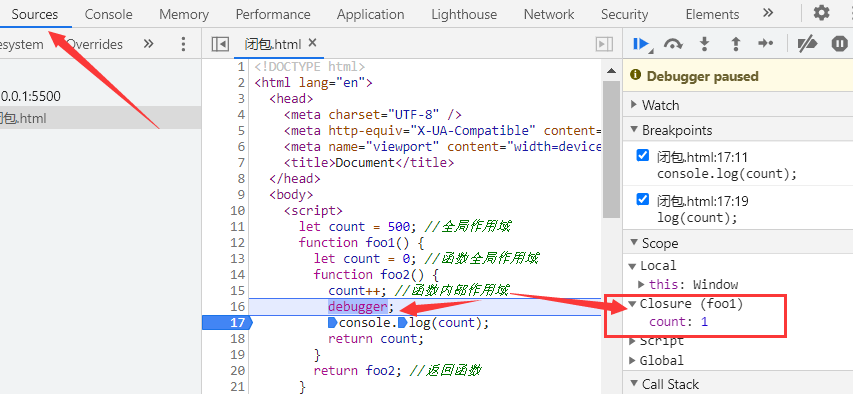 Sources Console Memory Performance Application Lighthouse Network Security Elements »
esystem Overrides »
闭包.html ×
0.0.1:5500
闭包.html
1 <!DOCTYPE html>
2 <html lang="en">
3 <head>
4 <meta charset="UTF-8" />
5 <meta http-equiv="X-UA-Compatible" content=
6 <meta name="viewport" content="width=device
7 <title>Document</title>
8 </head>
9 <body>
10 <script>
11 let count = 500; //全局作用域
12 function foo1() {
13 let count = 0; //函数全局作用域
14 function foo2() {
15 count++; //函数内部作用域
16 debugger;
17 console.log(count);
18 return count;
19 }
20 return foo2; //返回函数
21 }
Debugger paused
Watch
Breakpoints
闭包.html:17:11
console.log(count);
闭包.html:17:19
log(count);
Scope
Local
this: Window
Closure (foo1)
count: 1
Script
Global
Call Stack